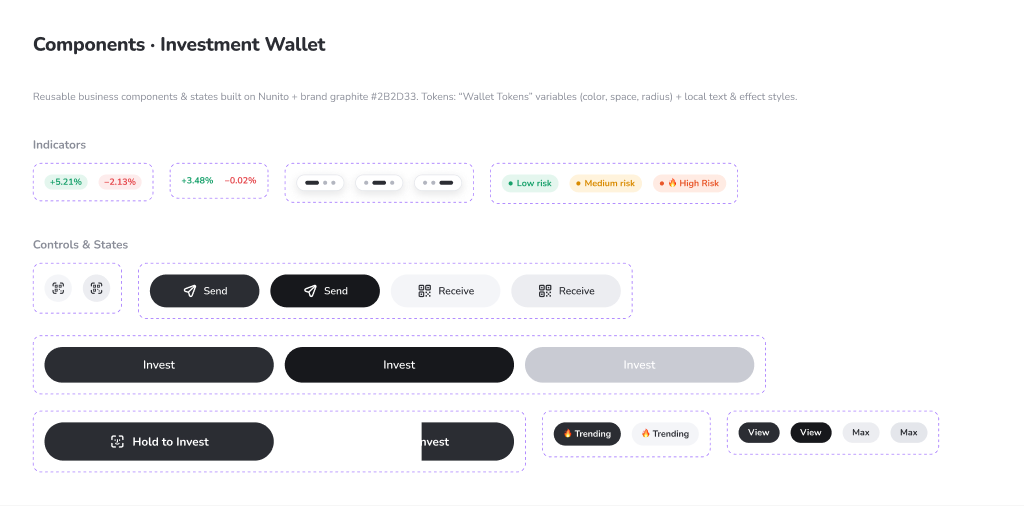 Components · Investment Wallet
Reusable business components & states built on Nunito + brand graphite #2B2D33. Tokens: “Wallet Tokens” variables (color, space, radius) + local text & effect styles.
Indicators
+5.21% −2.13% +3.48% −0.02% Low risk Medium risk High Risk
Controls & States
Send Send Receive Receive
Invest Invest Invest
Hold to Invest nvest Trending Trending View View Max Max